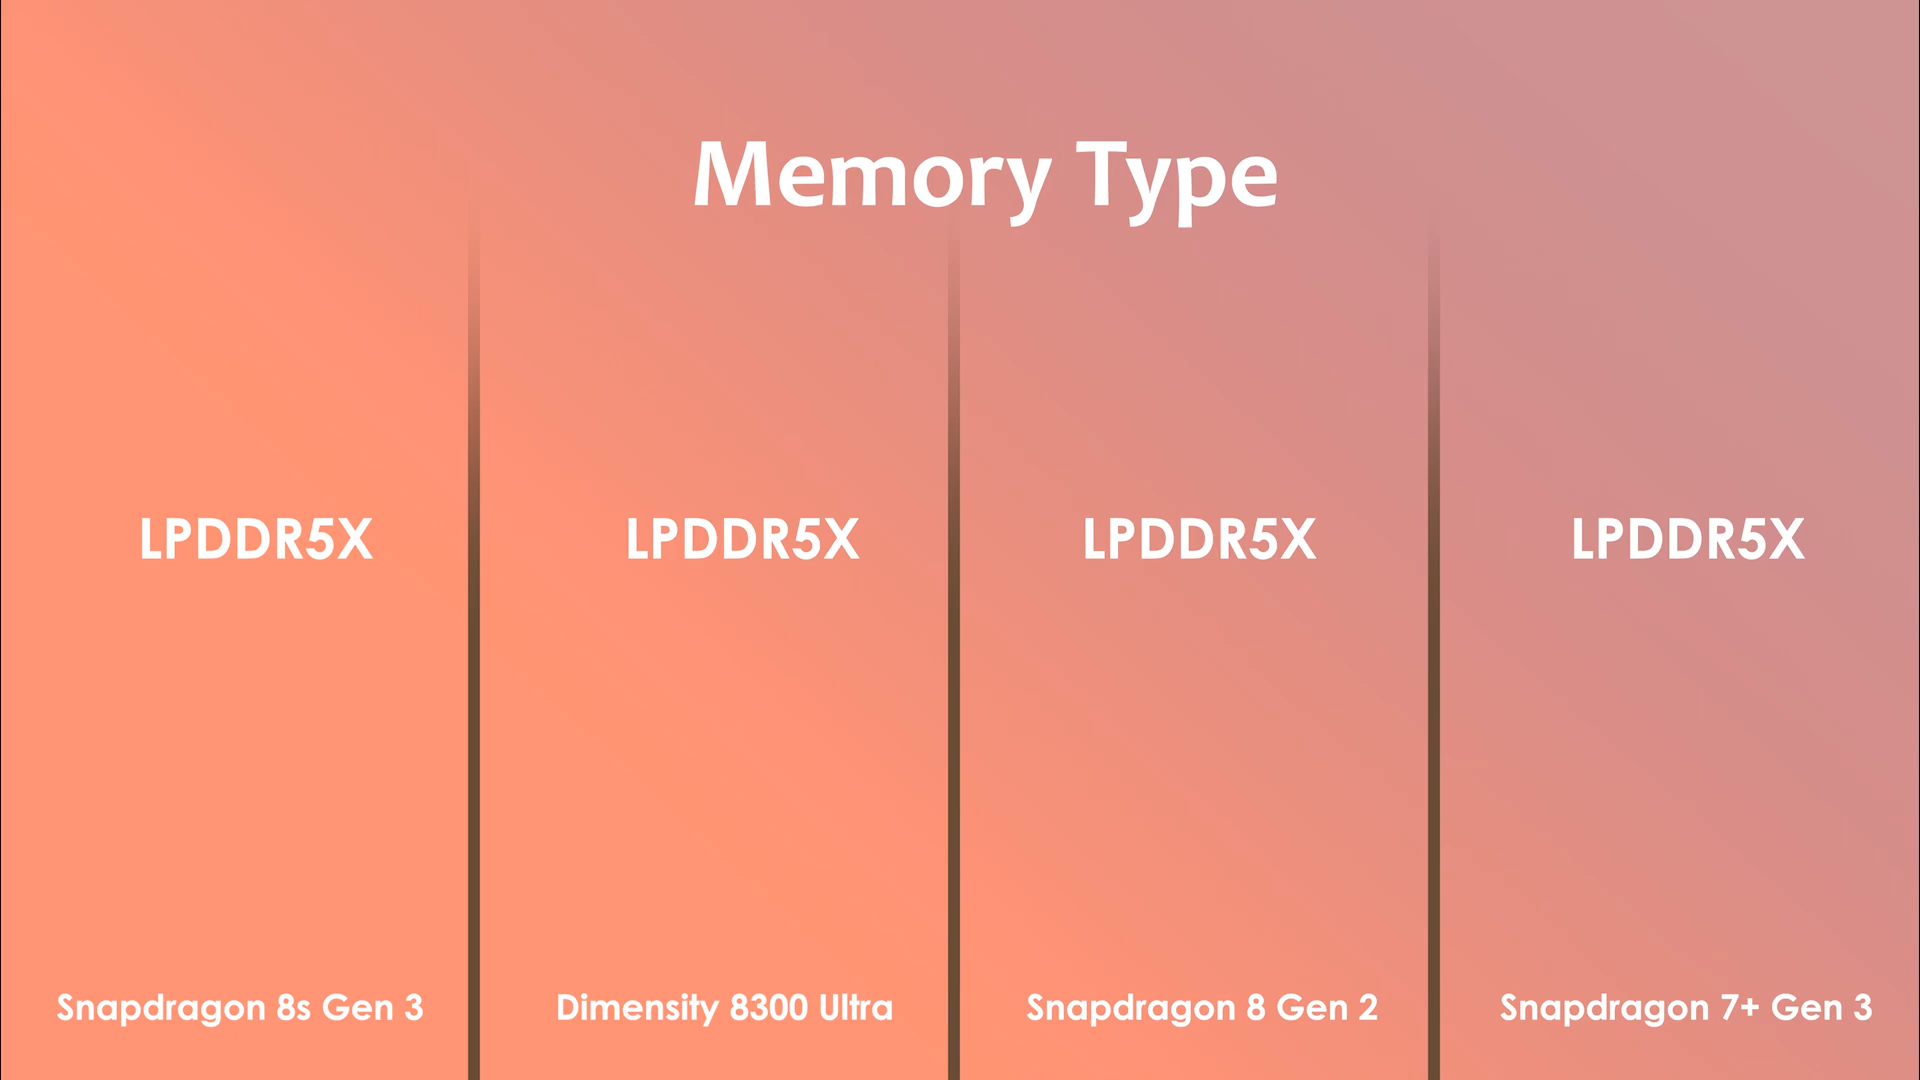 Memory Type
LPDDR5X
LPDDR5X
LPDDR5X
LPDDR5X
Snapdragon 8s Gen 3
Dimensity 8300 Ultra
Snapdragon 8 Gen 2
Snapdragon 7+ Gen 3